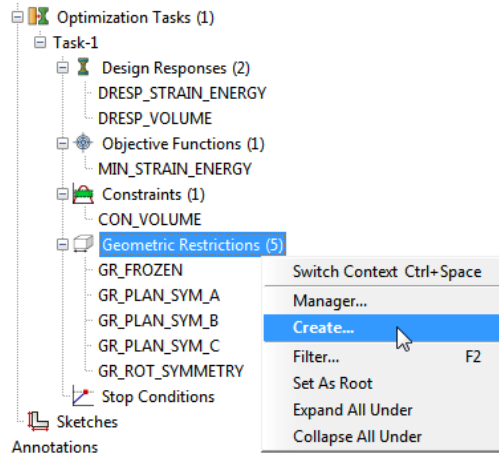 Optimization Tasks (1)
Task-1
Design Responses (2)
DRESP_STRAIN_ENERGY
DRESP_VOLUME
Objective Functions (1)
MIN_STRAIN_ENERGY
Constraints (1)
CON_VOLUME
Geometric Restrictions (5)
GR_FROZEN
GR_PLAN_SYM_A
GR_PLAN_SYM_B
GR_PLAN_SYM_C
GR_ROT_SYMMETRY
Stop Conditions
Sketches
Annotations
Switch Context Ctrl+Space
Manager...
Create...
Filter... F2
Set As Root
Expand All Under
Collapse All Under